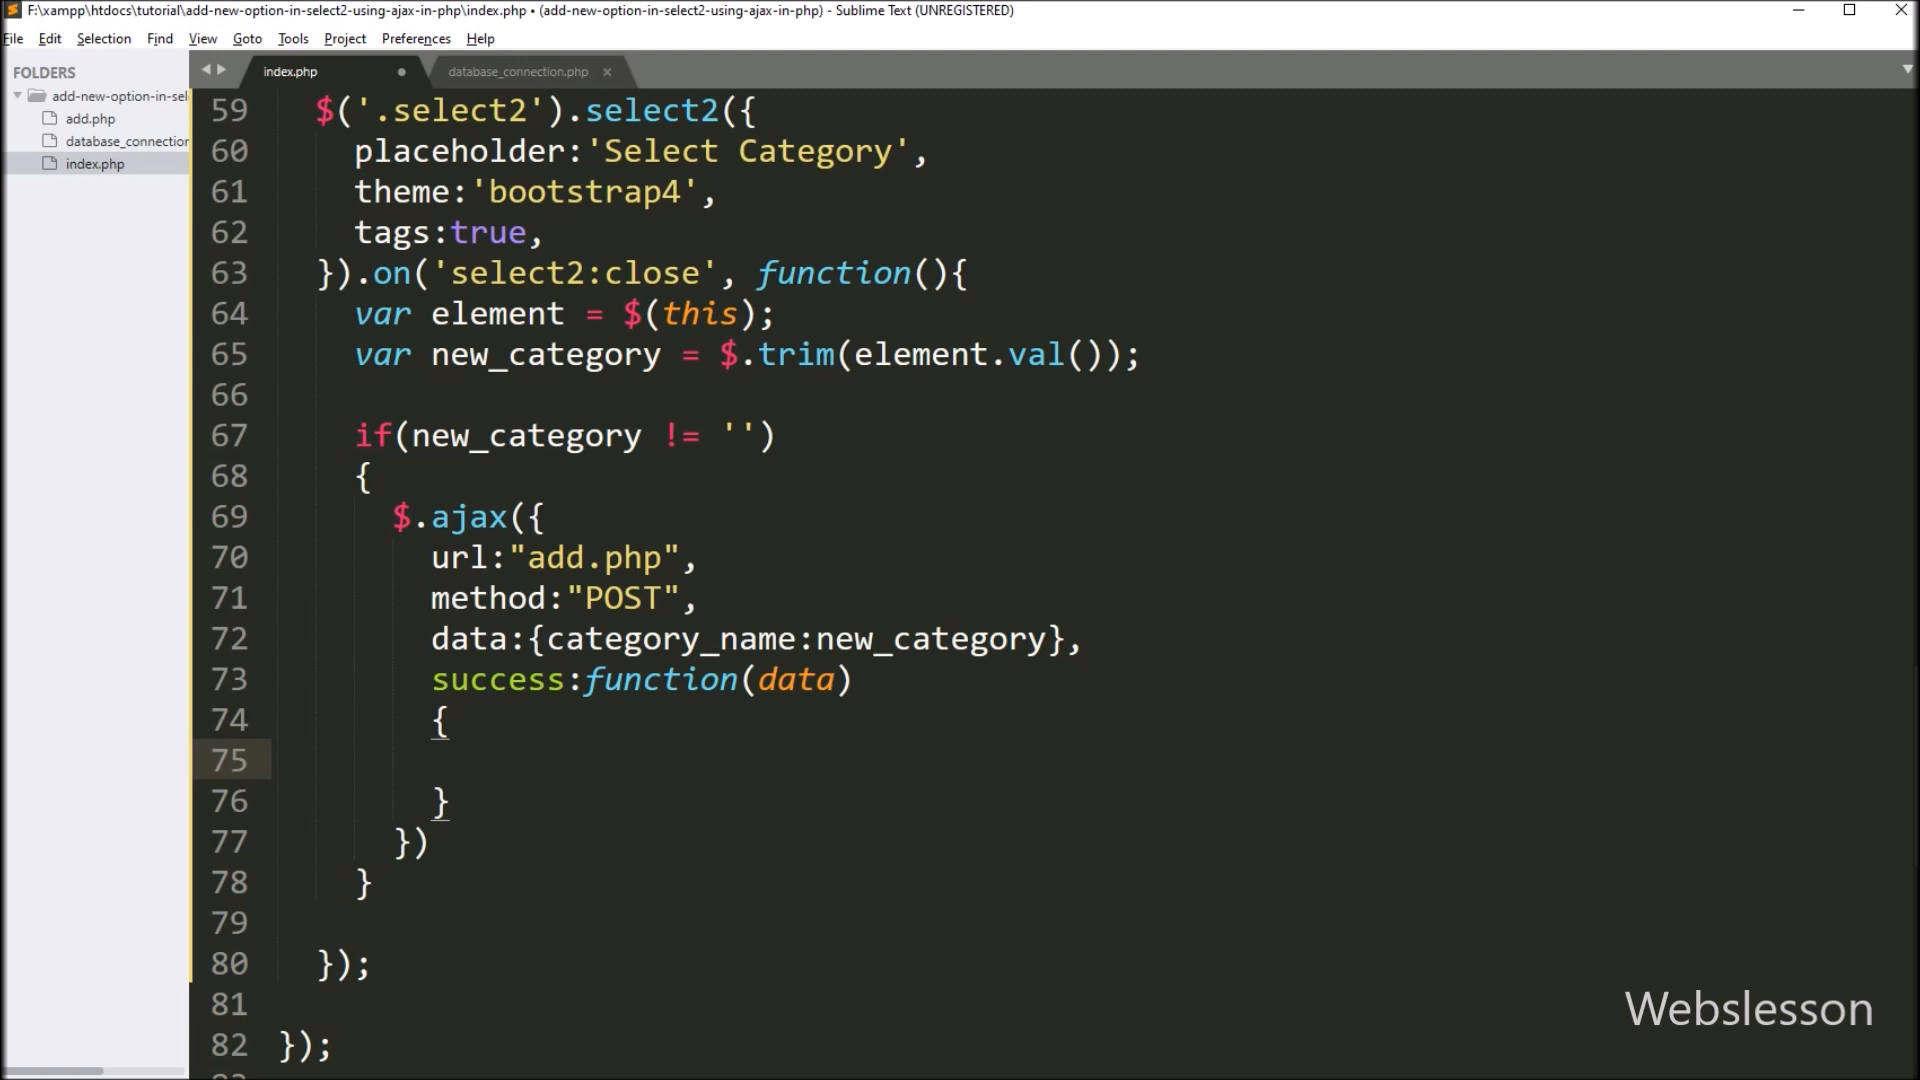 F:\xampp\htdocs\tutorial\add-new-option-in-select2-using-ajax-in-php\index.php • (add-new-option-in-select2-using-ajax-in-php) - Sublime Text (UNREGISTERED)
File Edit Selection Find View Goto Tools Project Preferences Help
FOLDERS
add-new-option-in-sel
add.php
database_connection
index.php
index.php
database_connection.php
59 $('.select2').select2({
60 placeholder:'Select Category',
61 theme:'bootstrap4',
62 tags:true,
63 }).on('select2:close', function(){
64 var element = $(this);
65 var new_category = $.trim(element.val());
66
67 if(new_category != '')
68 {
69 $.ajax({
70 url:"add.php",
71 method:"POST",
72 data:{category_name:new_category},
73 success:function(data)
74 {
75
76 }
77 })
78 }
79
80 });
81
82 });
Webslesson